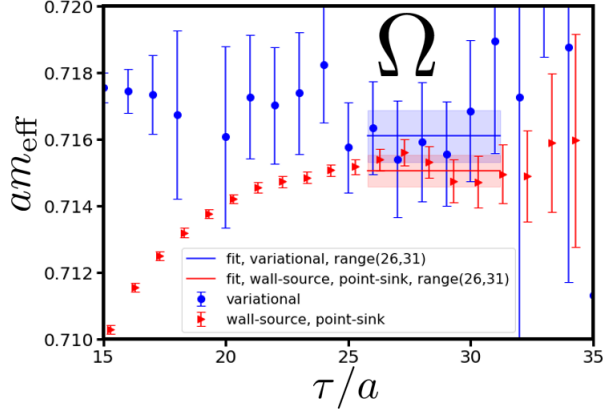 0.720
0.718
0.716
0.714
0.712
0.710
am_eff
Ω
fit, variational, range(26,31)
fit, wall-source, point-sink, range(26,31)
variational
wall-source, point-sink
15 20 25 30 35
τ/a